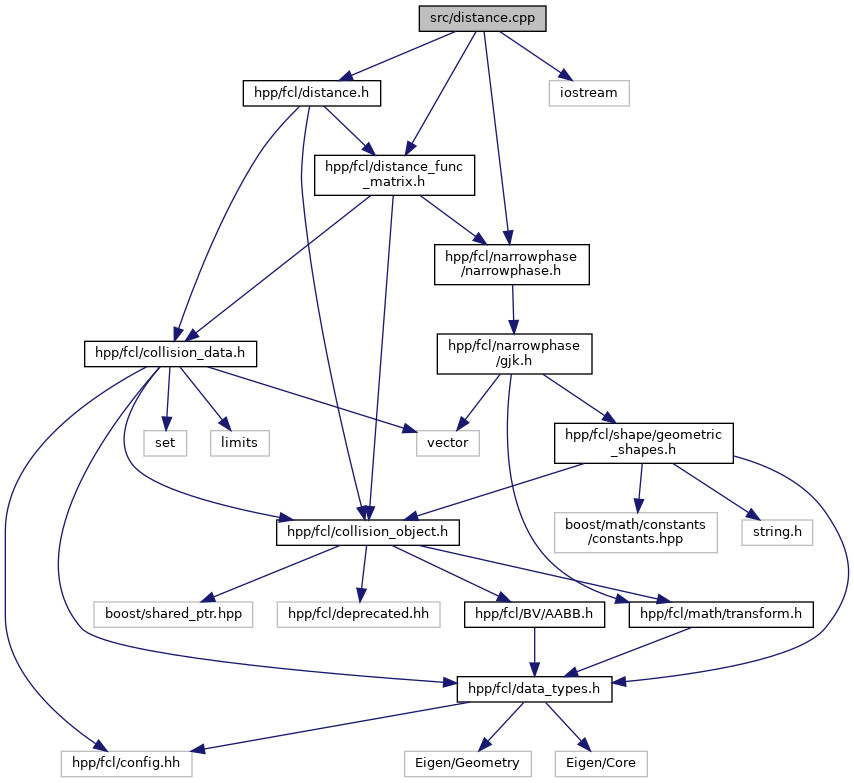 src/distance.cpp
hpp/fcl/distance.h
iostream
hpp/fcl/distance_func
_matrix.h
hpp/fcl/narrowphase
/narrowphase.h
hpp/fcl/collision_data.h
hpp/fcl/narrowphase
/gjk.h
set
limits
vector
hpp/fcl/shape/geometric
_shapes.h
hpp/fcl/collision_object.h
boost/math/constants
/constants.hpp
string.h
boost/shared_ptr.hpp
hpp/fcl/deprecated.hh
hpp/fcl/BV/AABB.h
hpp/fcl/math/transform.h
hpp/fcl/data_types.h
hpp/fcl/config.hh
Eigen/Geometry
Eigen/Core